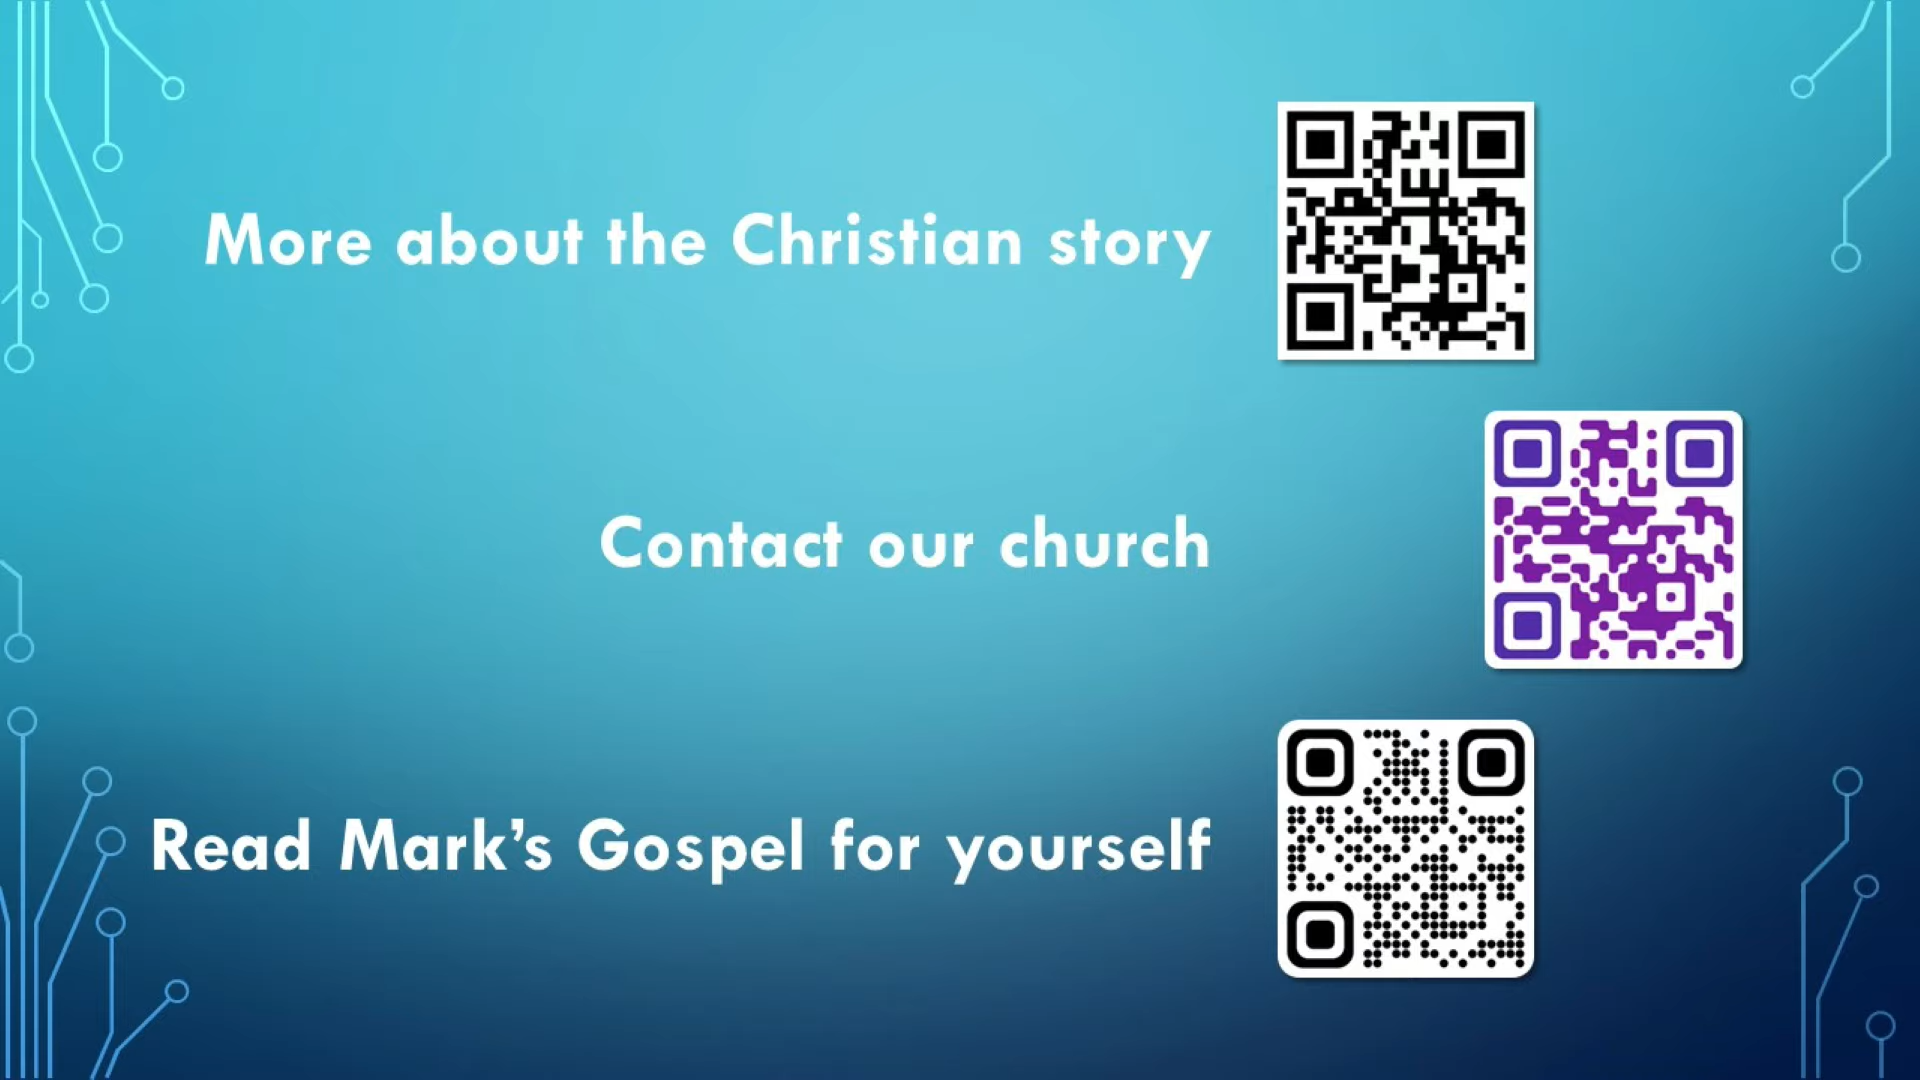 More about the Christian story
Contact our church
Read Mark’s Gospel for yourself